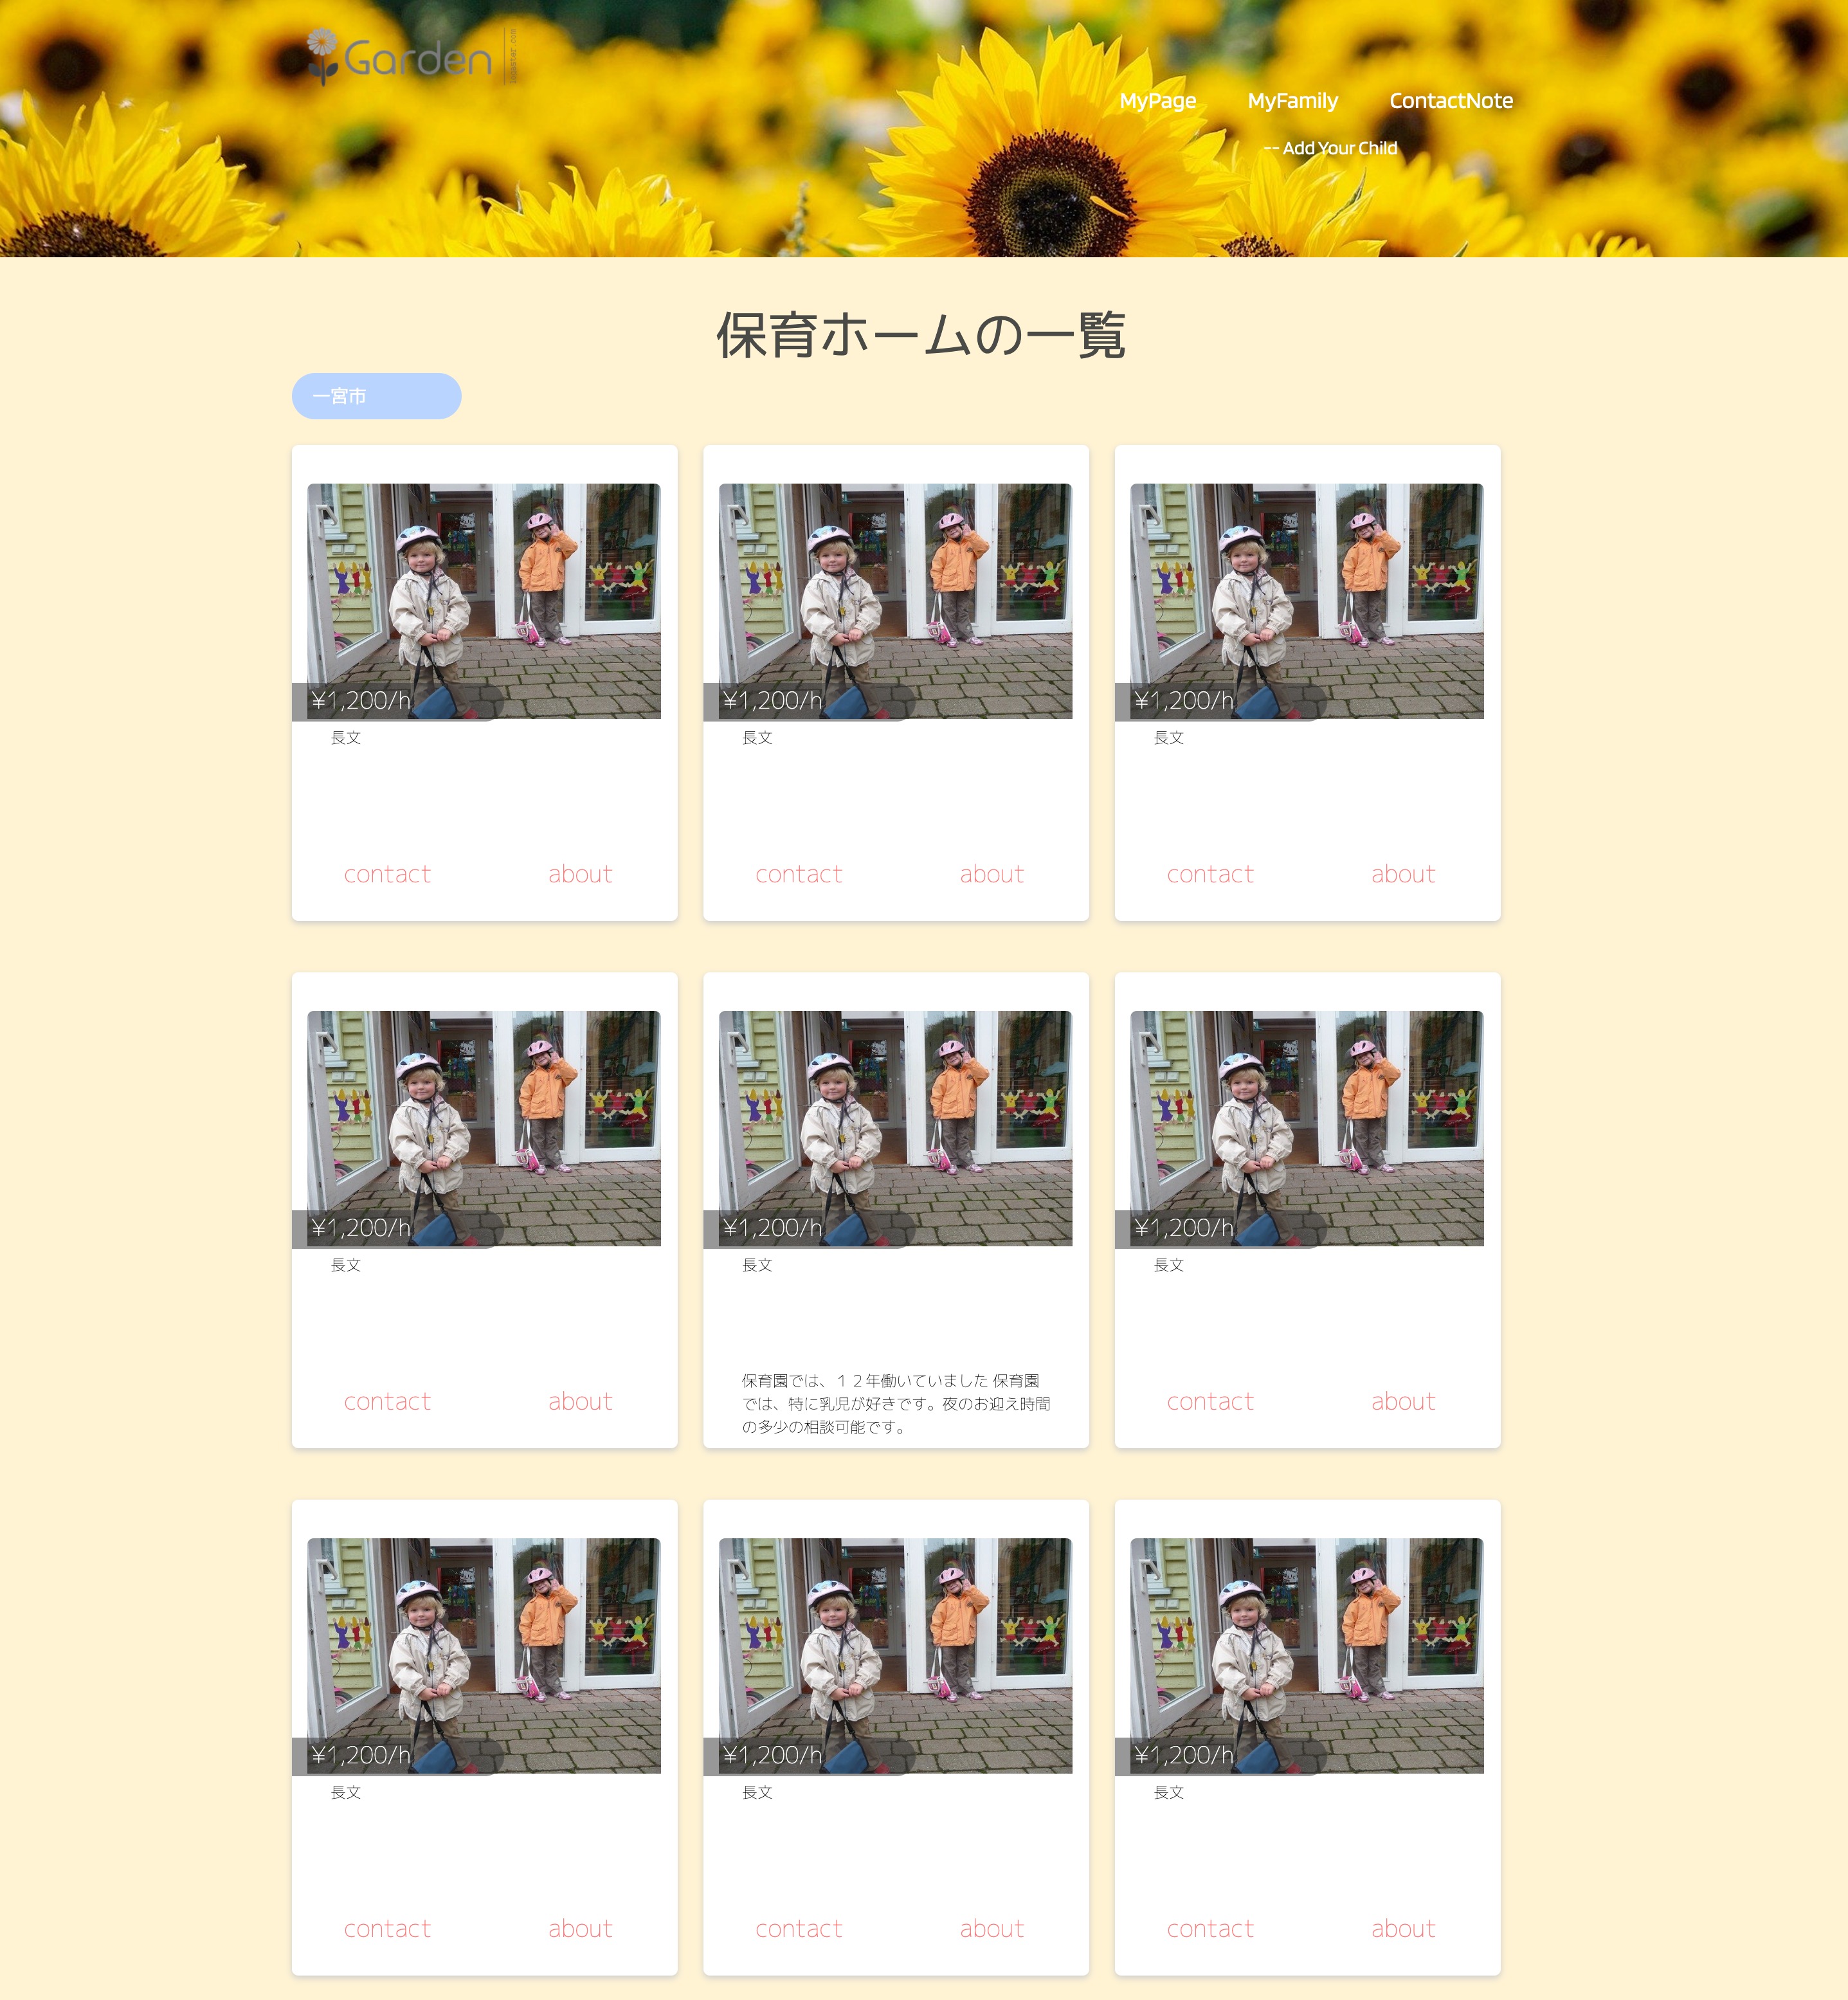 Garden
logaster.com
MyPage MyFamily ContactNote
-- Add Your Child
保育ホームの一覧
一宮市
¥1,200/h
長文
contact about
¥1,200/h
長文
contact about
¥1,200/h
長文
contact about
¥1,200/h
長文
contact about
¥1,200/h
長文
保育園では、１２年働いていました 保育園
では、特に乳児が好きです。夜のお迎え時間
の多少の相談可能です。
¥1,200/h
長文
contact about
¥1,200/h
長文
contact about
¥1,200/h
長文
contact about
¥1,200/h
長文
contact about